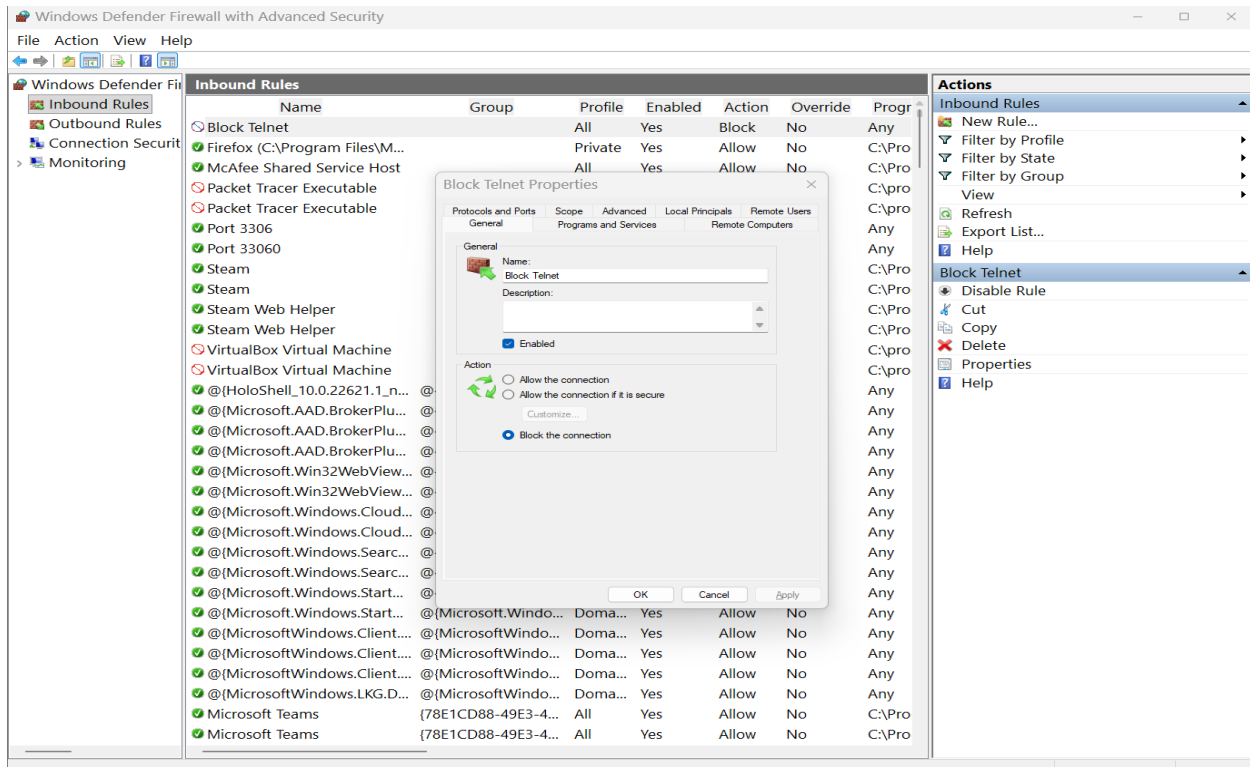 Windows Defender Firewall with Advanced Security
File Action View Help
Windows Defender Fir
Inbound Rules
Outbound Rules
Connection Securit
Monitoring
Inbound Rules
Name Group Profile Enabled Action Override Progr
Block Telnet All Yes Block No Any
Firefox (C:\Program Files\M... Private Yes Allow No C:\Pro
McAfee Shared Service Host All Yes Allow No C:\Pro
Packet Tracer Executable C:\pro
Packet Tracer Executable C:\pro
Port 3306 Any
Port 33060 Any
Steam C:\Pro
Steam C:\Pro
Steam Web Helper C:\Pro
Steam Web Helper C:\Pro
VirtualBox Virtual Machine C:\pro
VirtualBox Virtual Machine C:\pro
@{HoloShell_10.0.22621.1_n... @ Any
@{Microsoft.AAD.BrokerPlu... @ Any
@{Microsoft.AAD.BrokerPlu... @ Any
@{Microsoft.AAD.BrokerPlu... @ Any
@{Microsoft.Win32WebView... @ Any
@{Microsoft.Win32WebView... @ Any
@{Microsoft.Windows.Cloud... @ Any
@{Microsoft.Windows.Cloud... @ Any
@{Microsoft.Windows.Searc... @ Any
@{Microsoft.Windows.Searc... @ Any
@{Microsoft.Windows.Start... @ Any
@{Microsoft.Windows.Start... @{Microsoft.Windo... Doma... Yes Allow No Any
@{MicrosoftWindows.Client.... @{MicrosoftWindo... Doma... Yes Allow No Any
@{MicrosoftWindows.Client.... @{MicrosoftWindo... Doma... Yes Allow No Any
@{MicrosoftWindows.Client.... @{MicrosoftWindo... Doma... Yes Allow No Any
@{MicrosoftWindows.LKG.D... @{MicrosoftWindo... Doma... Yes Allow No Any
Microsoft Teams {78E1CD88-49E3-4... All Yes Allow No C:\Pro
Microsoft Teams {78E1CD88-49E3-4... All Yes Allow No C:\Pro
Block Telnet Properties
Protocols and Ports Scope Advanced Local Principals Remote Users
General Programs and Services Remote Computers
General
Name:
Block Telnet
Description:
Enabled
Action
Allow the connection
Allow the connection if it is secure
Customize...
Block the connection
OK Cancel Apply
Actions
Inbound Rules
New Rule...
Filter by Profile
Filter by State
Filter by Group
View
Refresh
Export List...
Help
Block Telnet
Disable Rule
Cut
Copy
Delete
Properties
Help